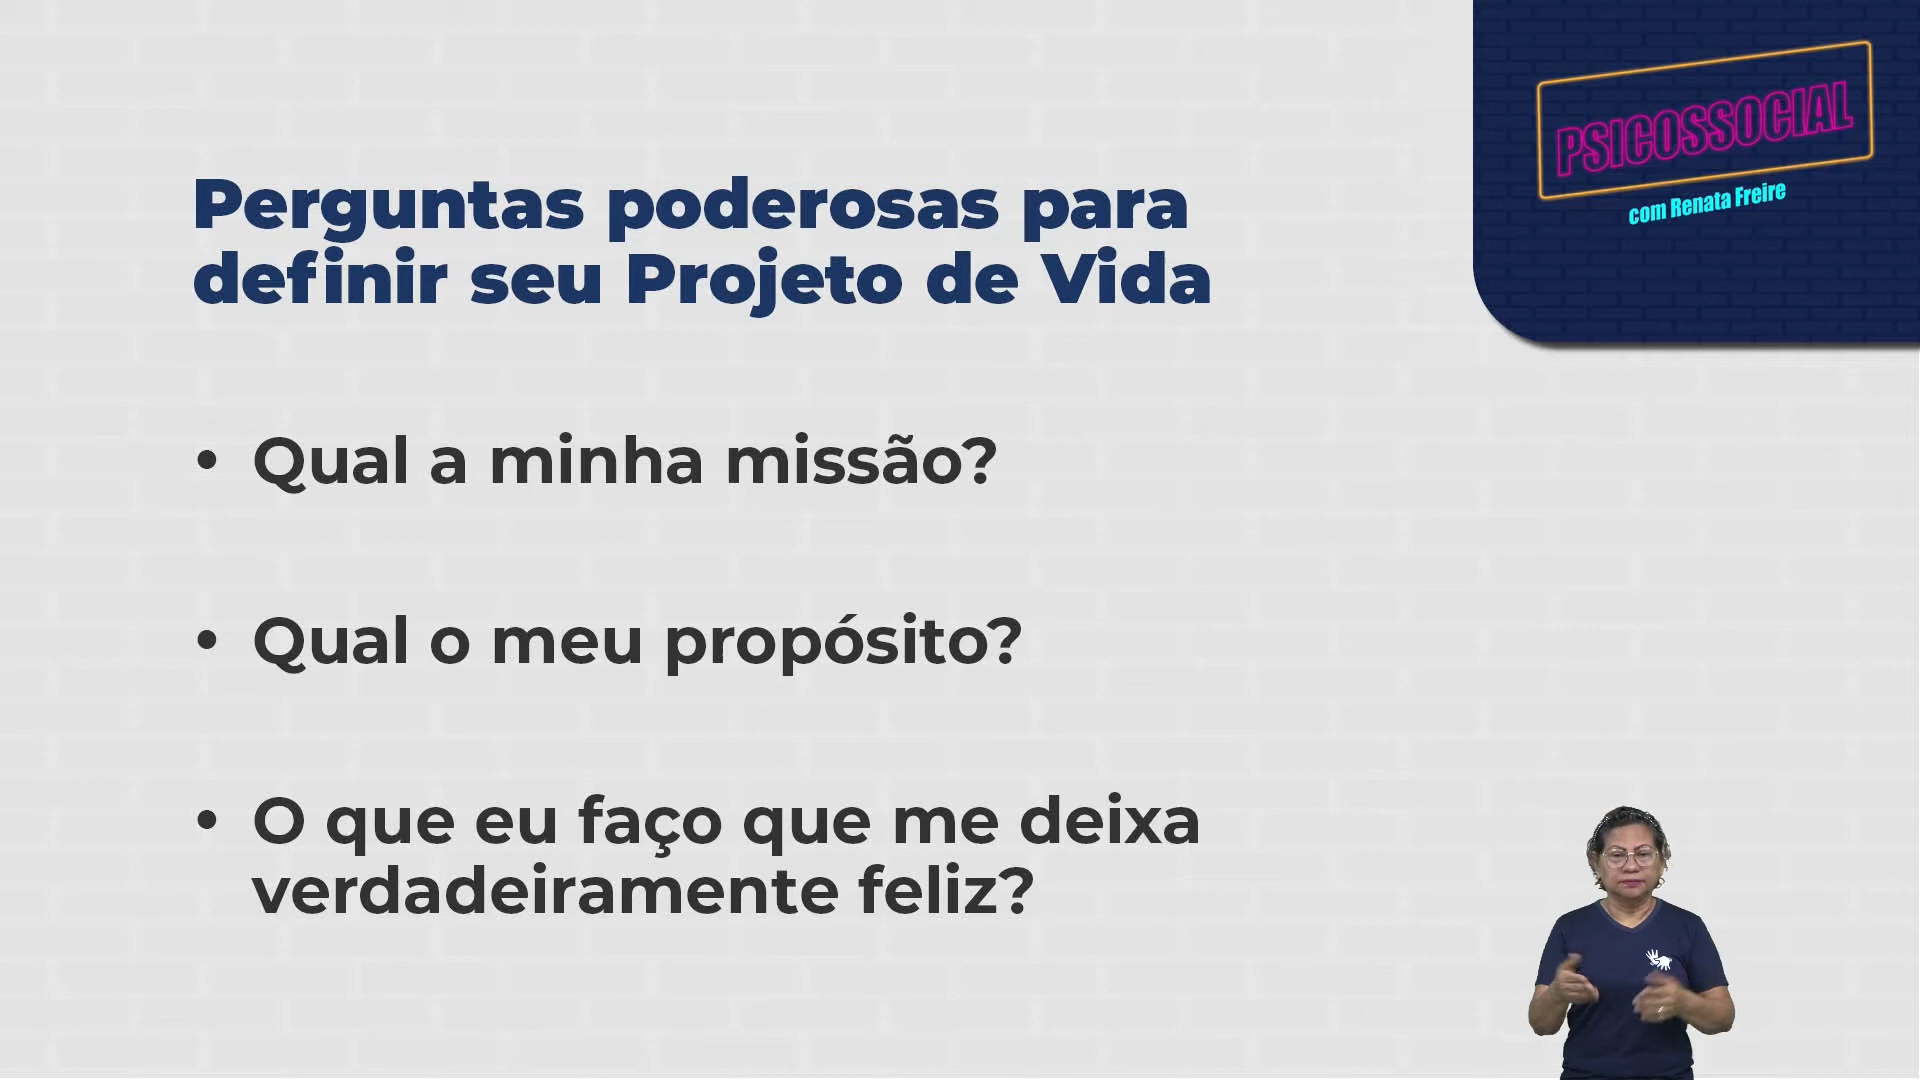 PSICOSSOCIAL
com Renata Freire
Perguntas poderosas para
definir seu Projeto de Vida
• Qual a minha missão?
• Qual o meu propósito?
• O que eu faço que me deixa
verdadeiramente feliz?